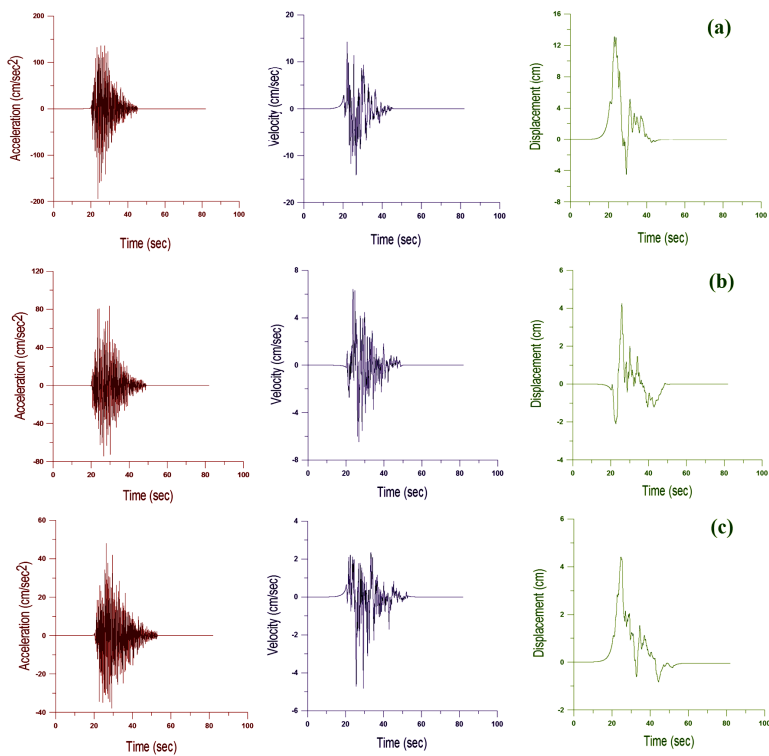 (a)
Acceleration (cm/sec2)
200
100
0
-100
-200
0 20 40 60 80 100
Time (sec)
Velocity (cm/sec)
20
10
0
-10
-20
0 20 40 60 80 100
Time (sec)
Displacement (cm)
16
12
8
4
0
-4
-8
0 20 40 60 80 100
Time (sec)
(b)
Acceleration (cm/sec2)
120
80
40
0
-40
-80
0 20 40 60 80 100
Time (sec)
Velocity (cm/sec)
8
4
0
-4
-8
0 20 40 60 80 100
Time (sec)
Displacement (cm)
6
4
2
0
-2
-4
0 20 40 60 80 100
Time (sec)
(c)
Acceleration (cm/sec2)
60
40
20
0
-20
-40
0 20 40 60 80 100
Time (sec)
Velocity (cm/sec)
4
2
0
-2
-4
-6
0 20 40 60 80 100
Time (sec)
Displacement (cm)
6
4
2
0
-2
0 20 40 60 80 100
Time (sec)